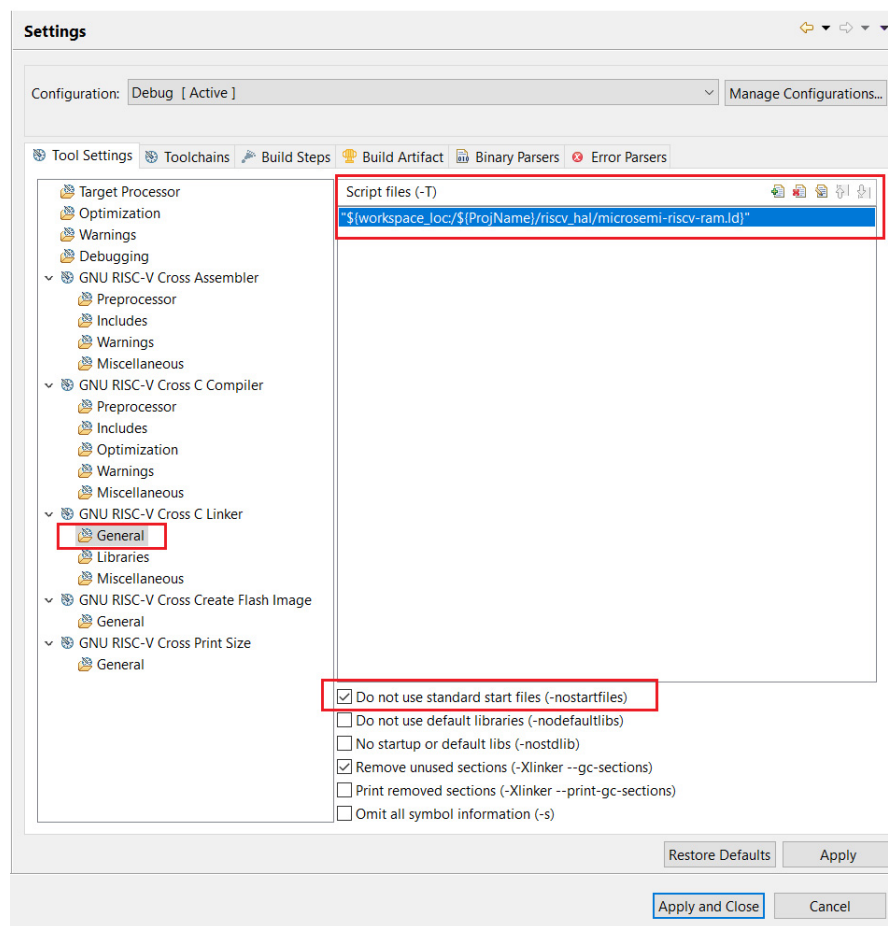 Settings
Configuration: Debug [ Active ] Manage Configurations...
Tool Settings Toolchains Build Steps Build Artifact Binary Parsers Error Parsers
Target Processor
Optimization
Warnings
Debugging
GNU RISC-V Cross Assembler
Preprocessor
Includes
Warnings
Miscellaneous
GNU RISC-V Cross C Compiler
Preprocessor
Includes
Optimization
Warnings
Miscellaneous
GNU RISC-V Cross C Linker
General
Libraries
Miscellaneous
GNU RISC-V Cross Create Flash Image
General
GNU RISC-V Cross Print Size
General
Script files (-T)
"${workspace_loc:/${ProjName}/riscv_hal/microsemi-riscv-ram.ld}"
Do not use standard start files (-nostartfiles)
Do not use default libraries (-nodefaultlibs)
No startup or default libs (-nostdlib)
Remove unused sections (-Xlinker --gc-sections)
Print removed sections (-Xlinker --print-gc-sections)
Omit all symbol information (-s)
Restore Defaults Apply
Apply and Close Cancel